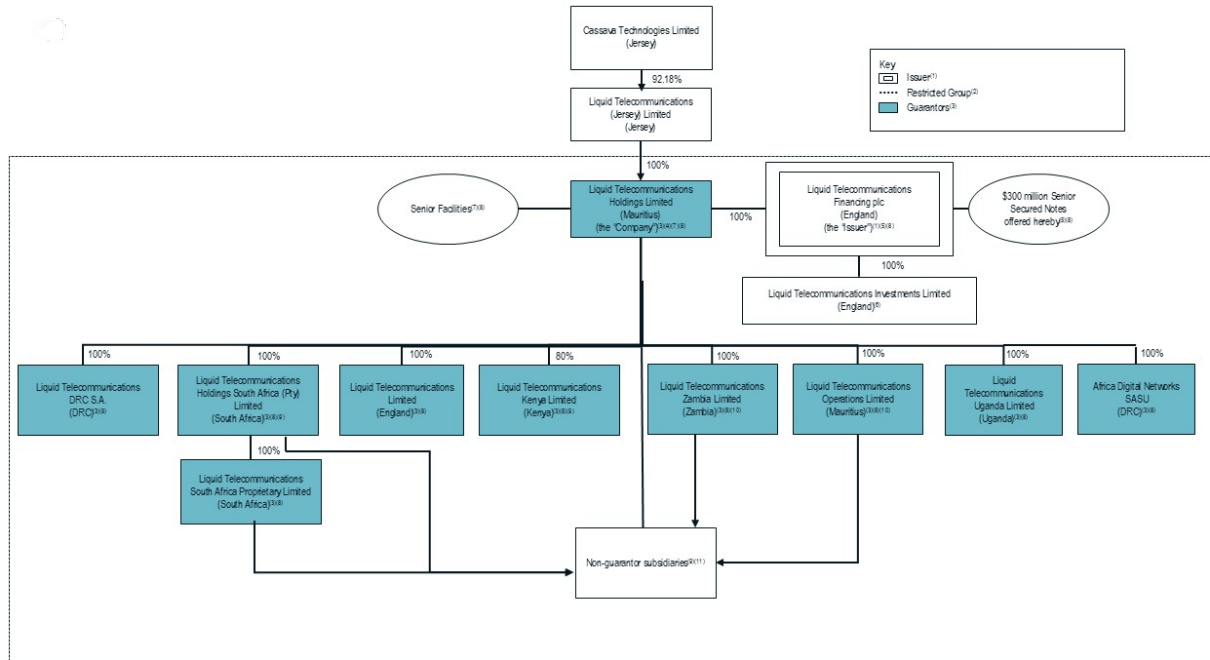 Cassava Technologies Limited
(Jersey)
92.18%
Key
Issuer(1)
Restricted Group(2)
Guarantors(3)
Liquid Telecommunications
(Jersey) Limited
(Jersey)
100%
Senior Facilities(7)(8)
Liquid Telecommunications
Holdings Limited
(Mauritius)
(the "Company")(3)(4)(7)(8)
100%
Liquid Telecommunications
Financing plc
(England)
(the "Issuer")(1)(5)(8)
$300 million Senior
Secured Notes
offered hereby(5)(8)
100%
Liquid Telecommunications Investments Limited
(England)(6)
100%
100%
100%
80%
100%
100%
100%
100%
Liquid Telecommunications
DRC S.A.
(DRC)(3)(8)
Liquid Telecommunications
Holdings South Africa (Pty)
Limited
(South Africa)(3)(8)(9)
Liquid Telecommunications
Limited
(England)(3)(8)
Liquid Telecommunications
Kenya Limited
(Kenya)(3)(8)(9)
Liquid Telecommunications
Zambia Limited
(Zambia)(3)(8)(10)
Liquid Telecommunications
Operations Limited
(Mauritius)(3)(8)(10)
Liquid
Telecommunications
Uganda Limited
(Uganda)(3)(8)
Africa Digital Networks
SASU
(DRC)(3)(8)
100%
Liquid Telecommunications
South Africa Proprietary Limited
(South Africa)(3)(8)
Non-guarantor subsidiaries(9)(11)